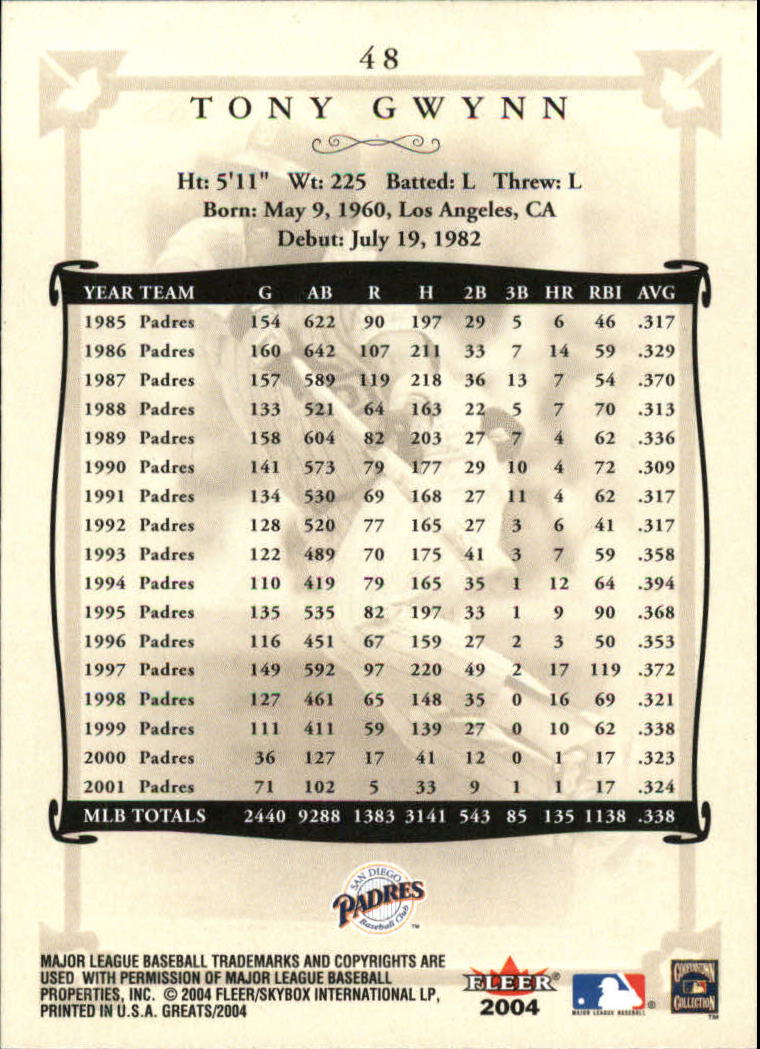 48
TONY GWYNN
Ht: 5'11" Wt: 225 Batted: L Threw: L
Born: May 9, 1960, Los Angeles, CA
Debut: July 19, 1982
YEAR TEAM G AB R H 2B 3B HR RBI AVG
1985 Padres 154 622 90 197 29 5 6 46 .317
1986 Padres 160 642 107 211 33 7 14 59 .329
1987 Padres 157 589 119 218 36 13 7 54 .370
1988 Padres 133 521 64 163 22 5 7 70 .313
1989 Padres 158 604 82 203 27 7 4 62 .336
1990 Padres 141 573 79 177 29 10 4 72 .309
1991 Padres 134 530 69 168 27 11 4 62 .317
1992 Padres 128 520 77 165 27 3 6 41 .317
1993 Padres 122 489 70 175 41 3 7 59 .358
1994 Padres 110 419 79 165 35 1 12 64 .394
1995 Padres 135 535 82 197 33 1 9 90 .368
1996 Padres 116 451 67 159 27 2 3 50 .353
1997 Padres 149 592 97 220 49 2 17 119 .372
1998 Padres 127 461 65 148 35 0 16 69 .321
1999 Padres 111 411 59 139 27 0 10 62 .338
2000 Padres 36 127 17 41 12 0 1 17 .323
2001 Padres 71 102 5 33 9 1 1 17 .324
MLB TOTALS 2440 9288 1383 3141 543 85 135 1138 .338
SAN DIEGO
PADRES
Baseball Club
™
MAJOR LEAGUE BASEBALL TRADEMARKS AND COPYRIGHTS ARE
USED WITH PERMISSION OF MAJOR LEAGUE BASEBALL
PROPERTIES, INC. © 2004 FLEER/SKYBOX INTERNATIONAL LP,
PRINTED IN U.S.A. GREATS/2004
FLEER®
2004
MAJOR LEAGUE BASEBALL ®
COOPERSTOWN
COLLECTION
™